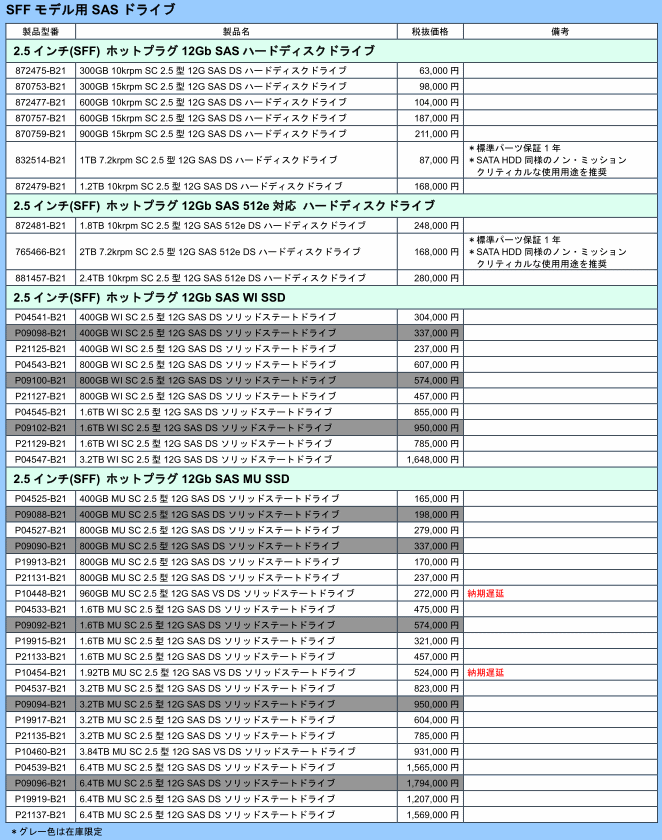 SFF モデル用 SAS ドライブ
製品型番 製品名 税抜価格 備考
2.5 インチ(SFF) ホットプラグ 12Gb SAS ハードディスクドライブ
872475-B21 300GB 10krpm SC 2.5 型 12G SAS DS ハードディスクドライブ 63,000 円
870753-B21 300GB 15krpm SC 2.5 型 12G SAS DS ハードディスクドライブ 98,000 円
872477-B21 600GB 10krpm SC 2.5 型 12G SAS DS ハードディスクドライブ 104,000 円
870757-B21 600GB 15krpm SC 2.5 型 12G SAS DS ハードディスクドライブ 187,000 円
870759-B21 900GB 15krpm SC 2.5 型 12G SAS DS ハードディスクドライブ 211,000 円
832514-B21 1TB 7.2krpm SC 2.5 型 12G SAS DS ハードディスクドライブ 87,000 円 *標準パーツ保証 1 年
*SATA HDD 同様のノン・ミッション
クリティカルな使用用途を推奨
872479-B21 1.2TB 10krpm SC 2.5 型 12G SAS DS ハードディスクドライブ 168,000 円
2.5 インチ(SFF) ホットプラグ 12Gb SAS 512e 対応 ハードディスクドライブ
872481-B21 1.8TB 10krpm SC 2.5 型 12G SAS 512e DS ハードディスクドライブ 248,000 円
765466-B21 2TB 7.2krpm SC 2.5 型 12G SAS 512e DS ハードディスクドライブ 168,000 円 *標準パーツ保証 1 年
*SATA HDD 同様のノン・ミッション
クリティカルな使用用途を推奨
881457-B21 2.4TB 10krpm SC 2.5 型 12G SAS 512e DS ハードディスクドライブ 280,000 円
2.5 インチ(SFF) ホットプラグ 12Gb SAS WI SSD
P04541-B21 400GB WI SC 2.5 型 12G SAS DS ソリッドステートドライブ 304,000 円
P09098-B21 400GB WI SC 2.5 型 12G SAS DS ソリッドステートドライブ 337,000 円
P21125-B21 400GB WI SC 2.5 型 12G SAS DS ソリッドステートドライブ 237,000 円
P04543-B21 800GB WI SC 2.5 型 12G SAS DS ソリッドステートドライブ 607,000 円
P09100-B21 800GB WI SC 2.5 型 12G SAS DS ソリッドステートドライブ 574,000 円
P21127-B21 800GB WI SC 2.5 型 12G SAS DS ソリッドステートドライブ 457,000 円
P04545-B21 1.6TB WI SC 2.5 型 12G SAS DS ソリッドステートドライブ 855,000 円
P09102-B21 1.6TB WI SC 2.5 型 12G SAS DS ソリッドステートドライブ 950,000 円
P21129-B21 1.6TB WI SC 2.5 型 12G SAS DS ソリッドステートドライブ 785,000 円
P04547-B21 3.2TB WI SC 2.5 型 12G SAS DS ソリッドステートドライブ 1,648,000 円
2.5 インチ(SFF) ホットプラグ 12Gb SAS MU SSD
P04525-B21 400GB MU SC 2.5 型 12G SAS DS ソリッドステートドライブ 165,000 円
P09088-B21 400GB MU SC 2.5 型 12G SAS DS ソリッドステートドライブ 198,000 円
P04527-B21 800GB MU SC 2.5 型 12G SAS DS ソリッドステートドライブ 279,000 円
P09090-B21 800GB MU SC 2.5 型 12G SAS DS ソリッドステートドライブ 337,000 円
P19913-B21 800GB MU SC 2.5 型 12G SAS DS ソリッドステートドライブ 170,000 円
P21131-B21 800GB MU SC 2.5 型 12G SAS DS ソリッドステートドライブ 237,000 円
P10448-B21 960GB MU SC 2.5 型 12G SAS VS DS ソリッドステートドライブ 272,000 円 納期遅延
P04533-B21 1.6TB MU SC 2.5 型 12G SAS DS ソリッドステートドライブ 475,000 円
P09092-B21 1.6TB MU SC 2.5 型 12G SAS DS ソリッドステートドライブ 574,000 円
P19915-B21 1.6TB MU SC 2.5 型 12G SAS DS ソリッドステートドライブ 321,000 円
P21133-B21 1.6TB MU SC 2.5 型 12G SAS DS ソリッドステートドライブ 457,000 円
P10454-B21 1.92TB MU SC 2.5 型 12G SAS VS DS ソリッドステートドライブ 524,000 円 納期遅延
P04537-B21 3.2TB MU SC 2.5 型 12G SAS DS ソリッドステートドライブ 823,000 円
P09094-B21 3.2TB MU SC 2.5 型 12G SAS DS ソリッドステートドライブ 950,000 円
P19917-B21 3.2TB MU SC 2.5 型 12G SAS DS ソリッドステートドライブ 604,000 円
P21135-B21 3.2TB MU SC 2.5 型 12G SAS DS ソリッドステートドライブ 785,000 円
P10460-B21 3.84TB MU SC 2.5 型 12G SAS VS DS ソリッドステートドライブ 931,000 円
P04539-B21 6.4TB MU SC 2.5 型 12G SAS DS ソリッドステートドライブ 1,565,000 円
P09096-B21 6.4TB MU SC 2.5 型 12G SAS DS ソリッドステートドライブ 1,794,000 円
P19919-B21 6.4TB MU SC 2.5 型 12G SAS DS ソリッドステートドライブ 1,207,000 円
P21137-B21 6.4TB MU SC 2.5 型 12G SAS DS ソリッドステートドライブ 1,569,000 円
*グレー色は在庫限定